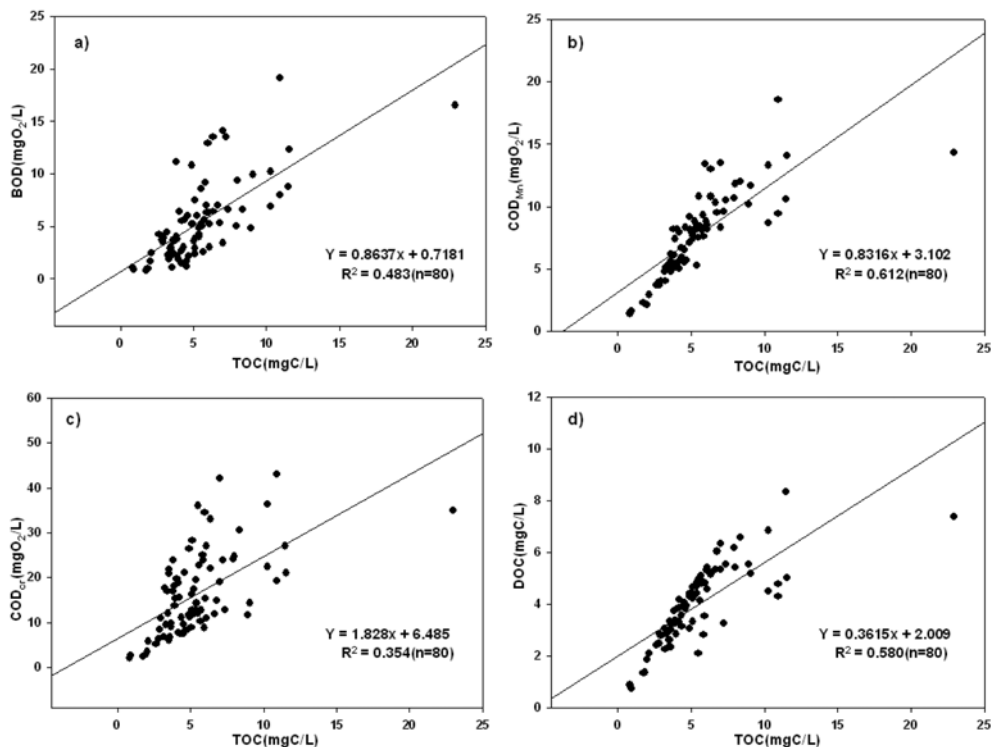 a)
25
20
15
10
5
0
BOD(mgO₂/L)
Y = 0.8637x + 0.7181
R² = 0.483(n=80)
0 5 10 15 20 25
TOC(mgC/L)
b)
25
20
15
10
5
0
COD_Mn(mgO₂/L)
Y = 0.8316x + 3.102
R² = 0.612(n=80)
0 5 10 15 20 25
TOC(mgC/L)
c)
60
50
40
30
20
10
0
COD_cr(mgO₂/L)
Y = 1.828x + 6.485
R² = 0.354(n=80)
0 5 10 15 20 25
TOC(mgC/L)
d)
12
10
8
6
4
2
0
DOC(mgC/L)
Y = 0.3615x + 2.009
R² = 0.580(n=80)
0 5 10 15 20 25
TOC(mgC/L)